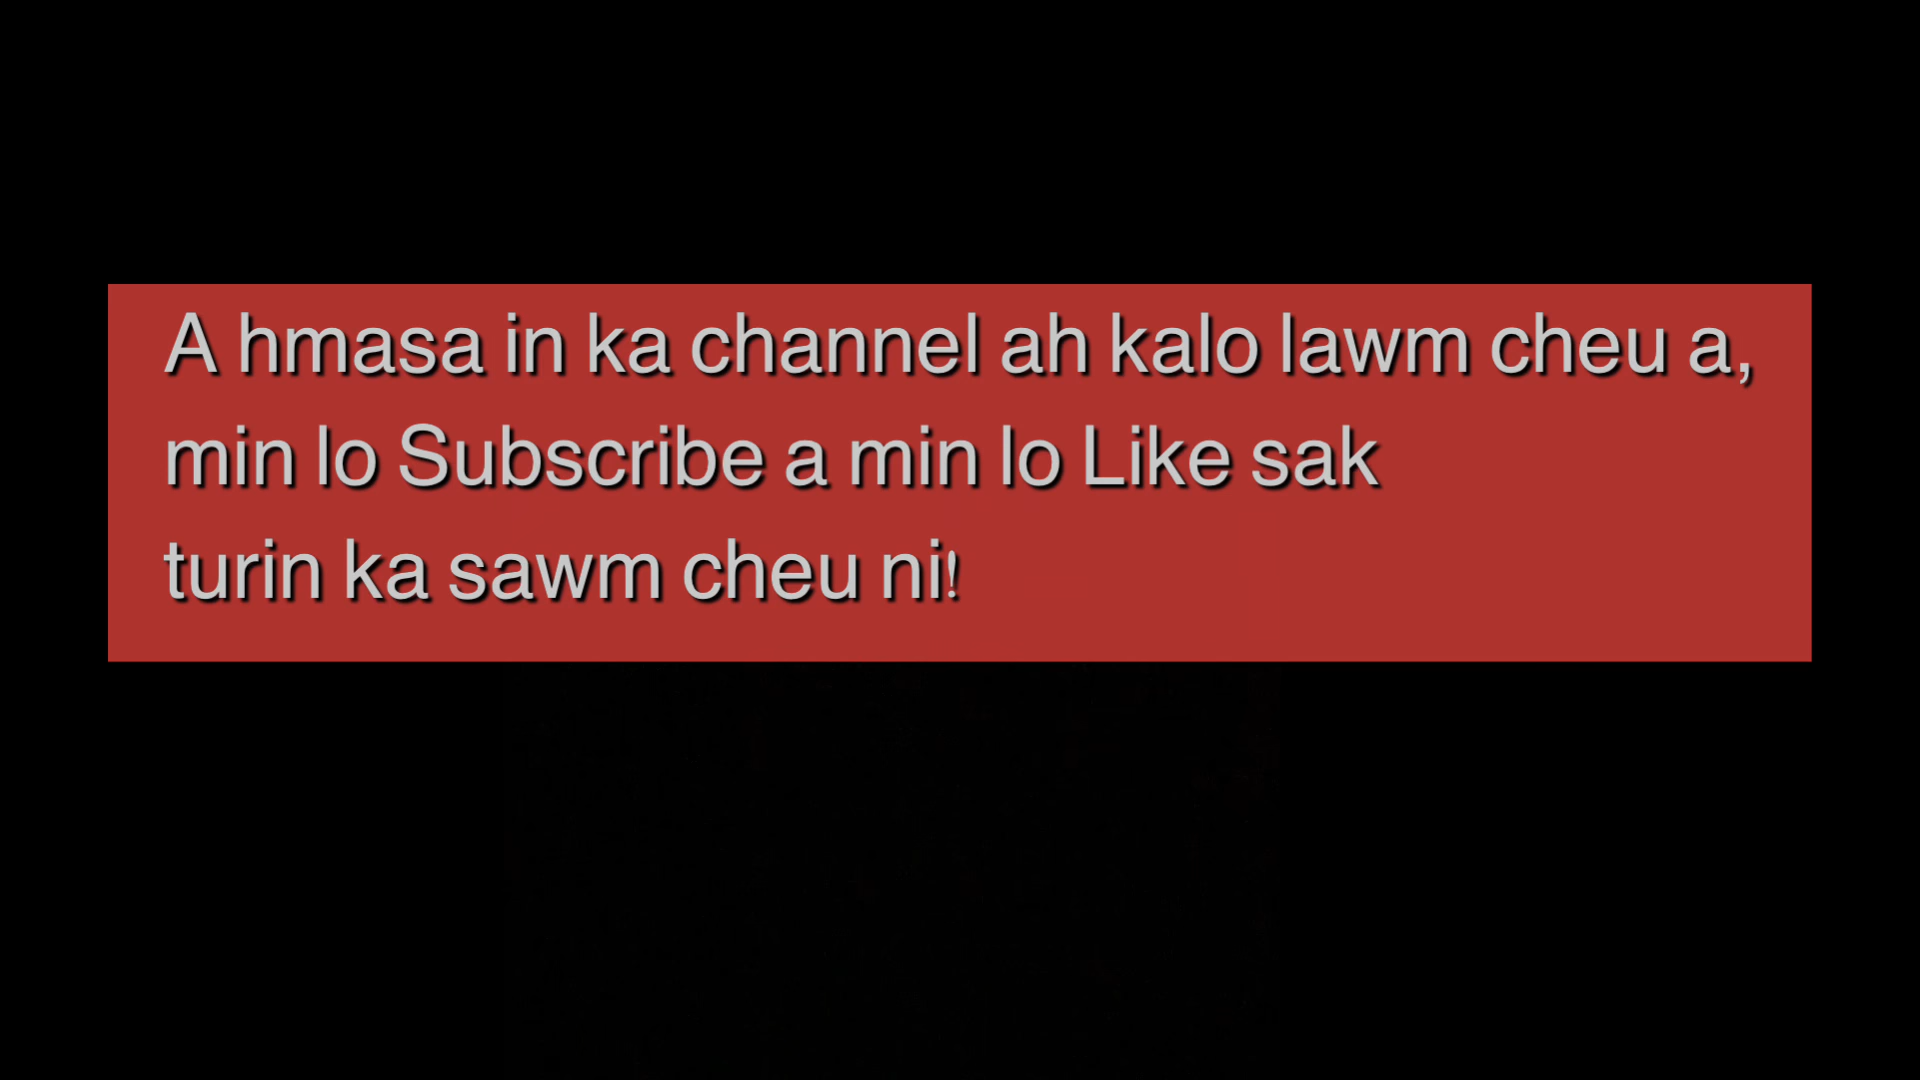 A hmasa in ka channel ah kalo lawm cheu a,
min lo Subscribe a min lo Like sak
turin ka sawm cheu ni!